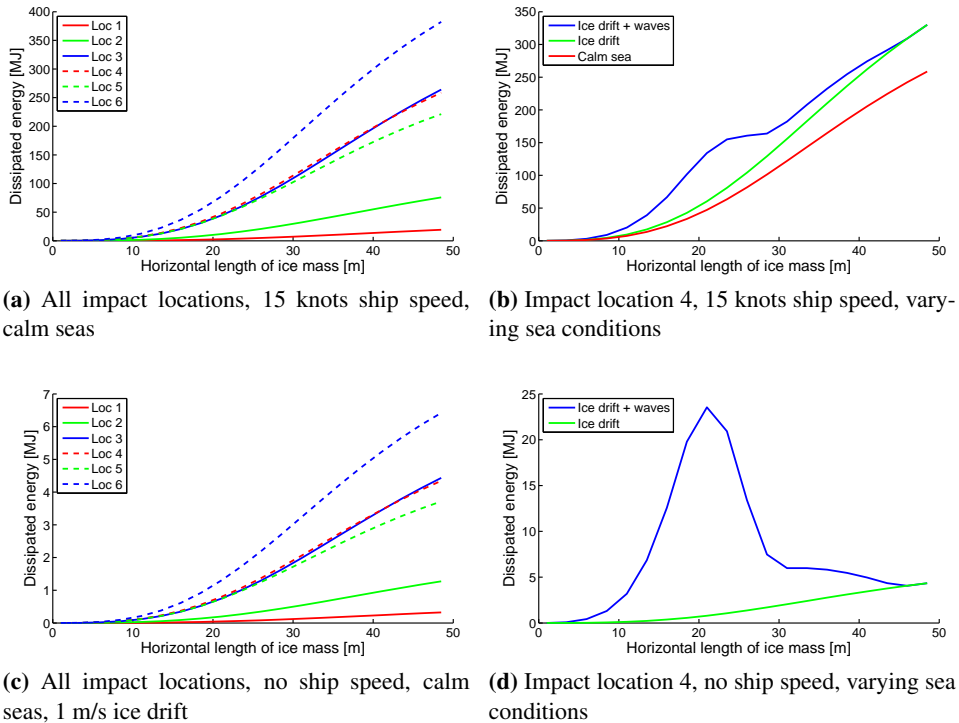 400
350
300
250
200
150
100
50
0
Dissipated energy [MJ]
Loc 1
Loc 2
Loc 3
Loc 4
Loc 5
Loc 6
0 10 20 30 40 50
Horizontal length of ice mass [m]
(a) All impact locations, 15 knots ship speed,
calm seas
350
300
250
200
150
100
50
0
Dissipated energy [MJ]
Ice drift + waves
Ice drift
Calm sea
0 10 20 30 40 50
Horizontal length of ice mass [m]
(b) Impact location 4, 15 knots ship speed, vary-
ing sea conditions
7
6
5
4
3
2
1
0
Dissipated energy [MJ]
Loc 1
Loc 2
Loc 3
Loc 4
Loc 5
Loc 6
0 10 20 30 40 50
Horizontal length of ice mass [m]
(c) All impact locations, no ship speed, calm
seas, 1 m/s ice drift
25
20
15
10
5
0
Dissipated energy [MJ]
Ice drift + waves
Ice drift
0 10 20 30 40 50
Horizontal length of ice mass [m]
(d) Impact location 4, no ship speed, varying sea
conditions